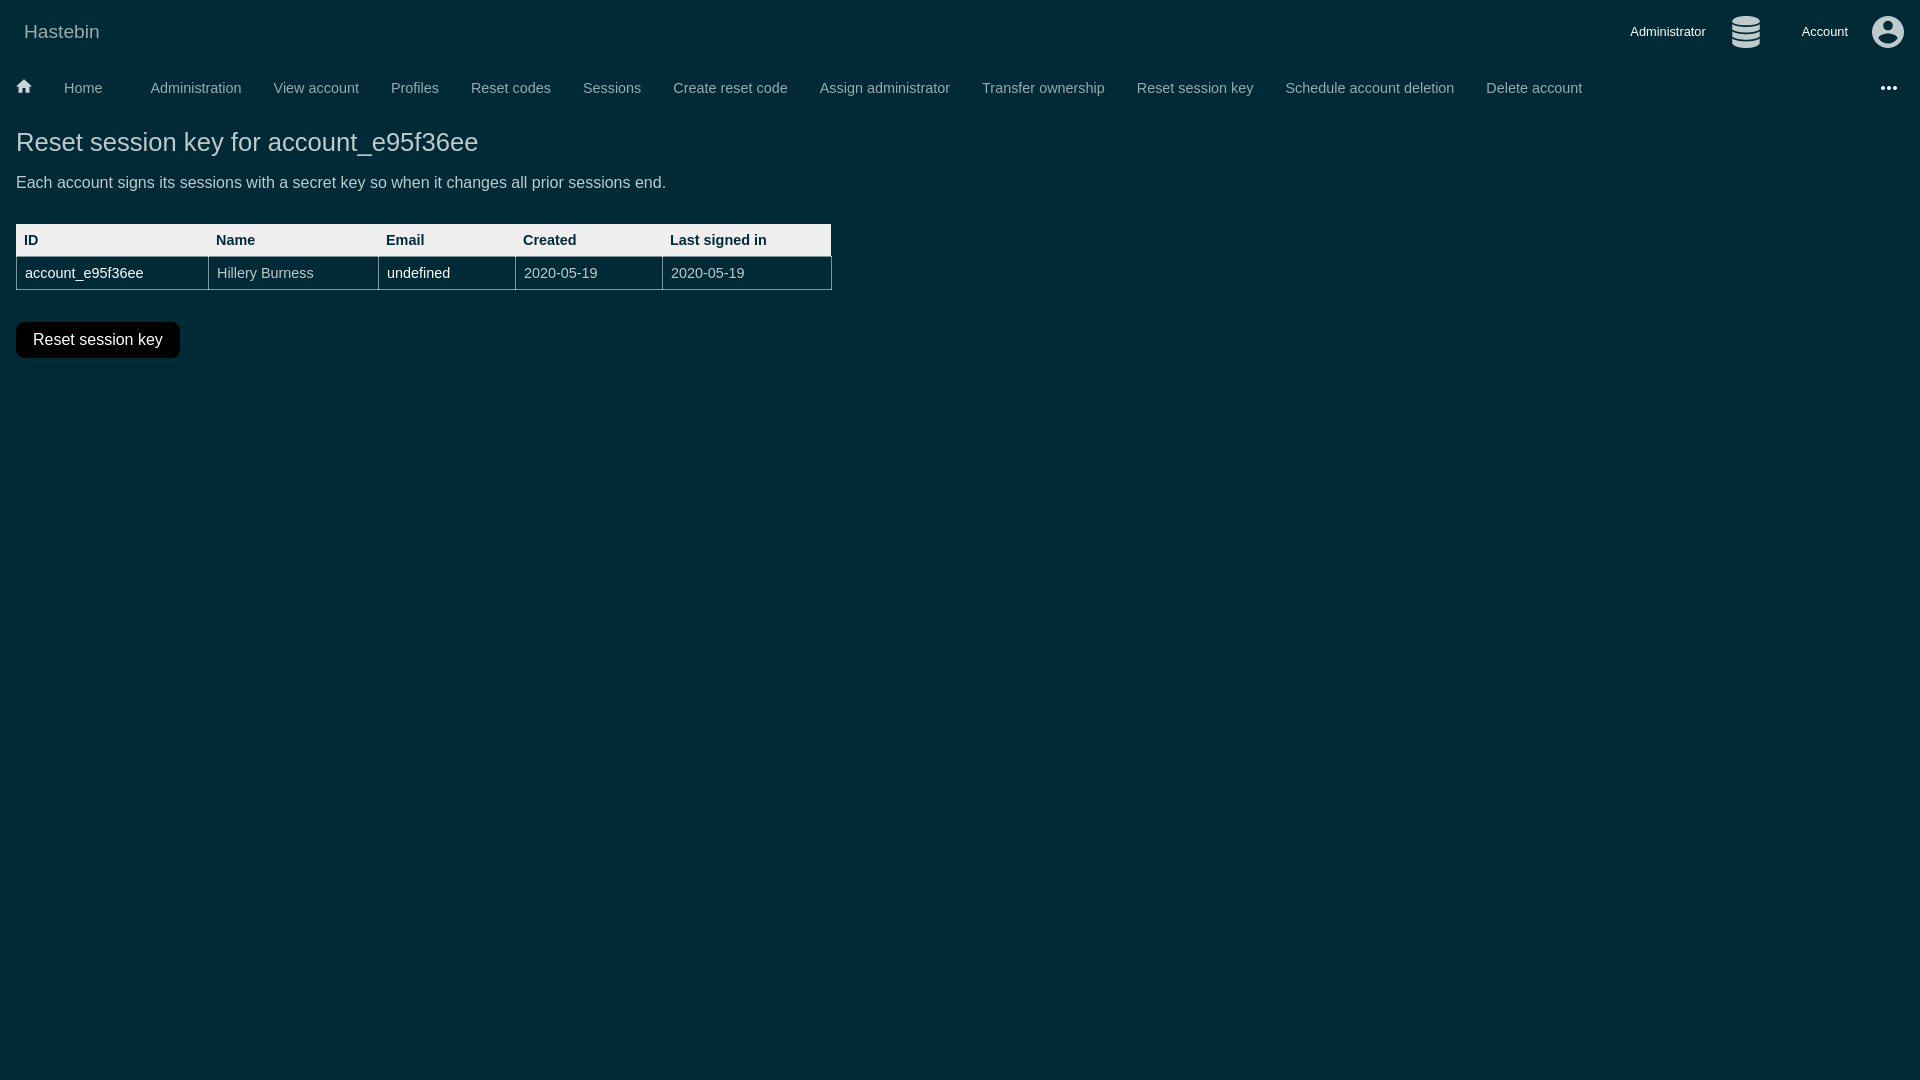 Hastebin
Administrator Account
Home Administration View account Profiles Reset codes Sessions Create reset code Assign administrator Transfer ownership Reset session key Schedule account deletion Delete account
Reset session key for account_e95f36ee
Each account signs its sessions with a secret key so when it changes all prior sessions end.
ID Name Email Created Last signed in
account_e95f36ee Hillery Burness undefined 2020-05-19 2020-05-19
Reset session key